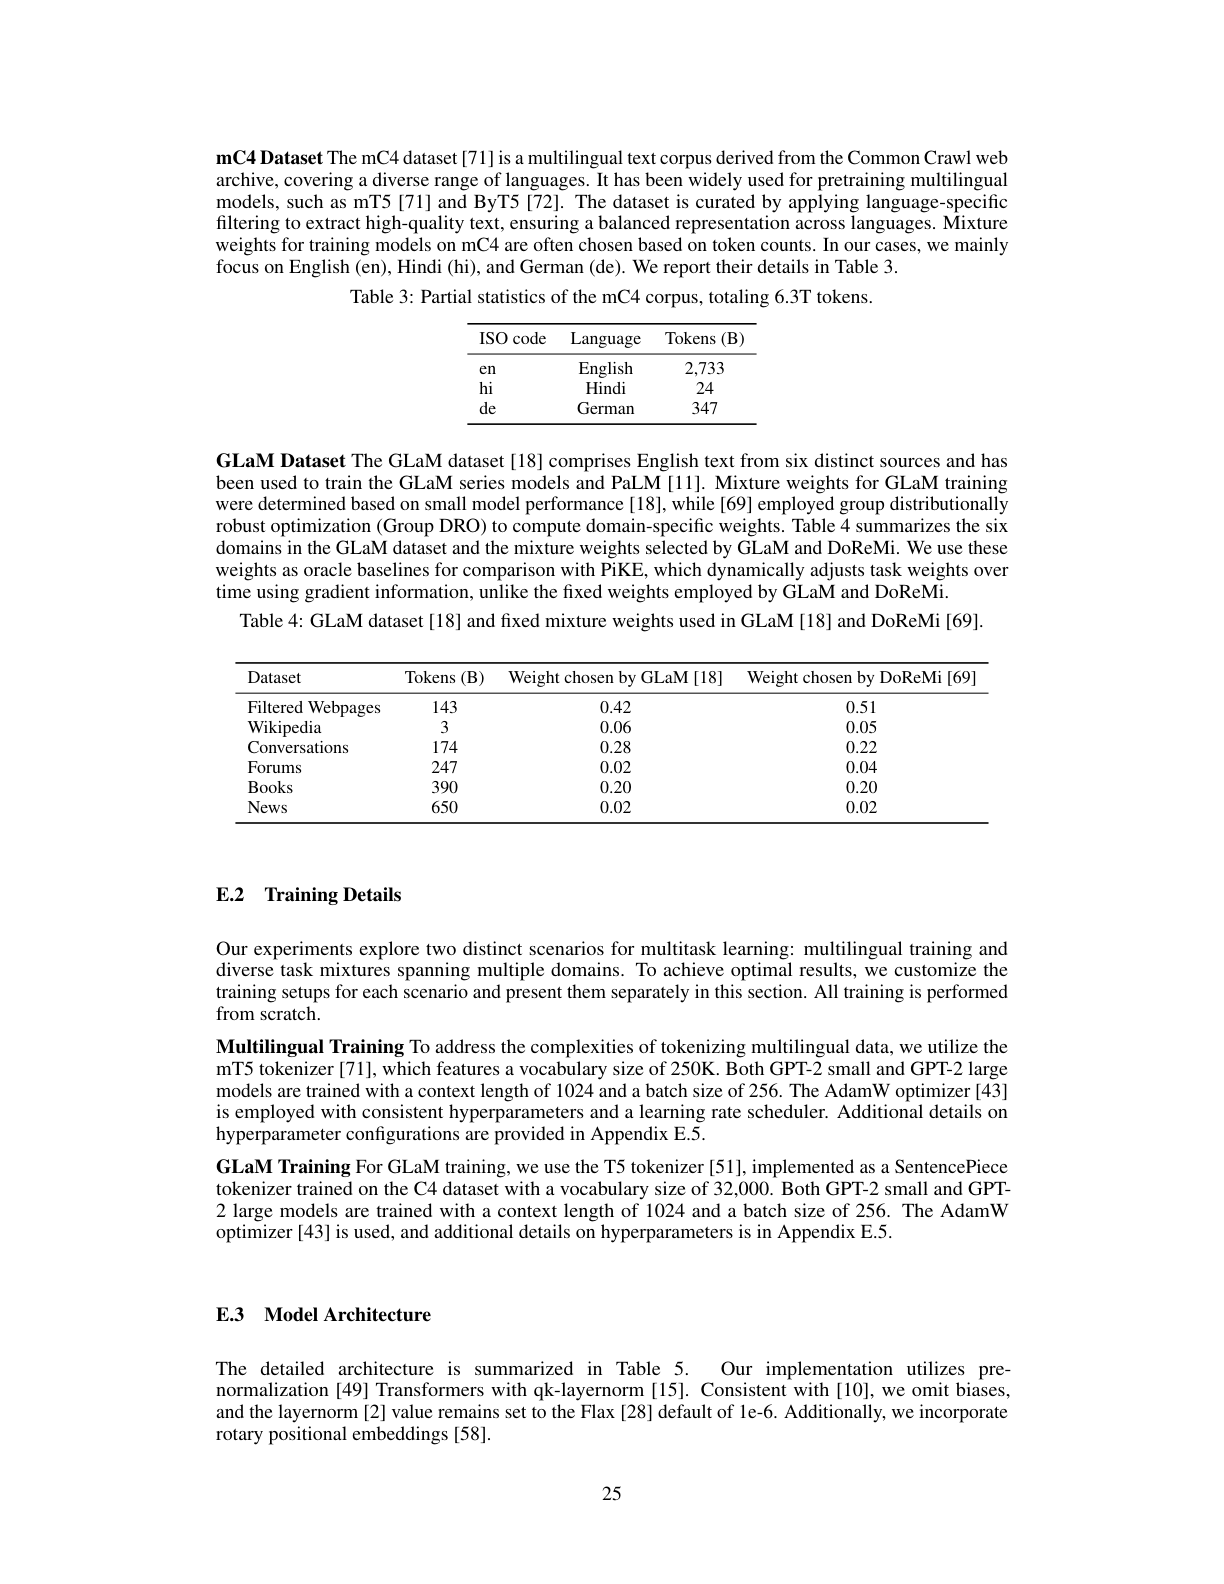 mC4 Dataset The mC4 dataset [71] is a multilingual text corpus derived from the Common Crawl web
archive, covering a diverse range of languages. It has been widely used for pretraining multilingual
models, such as mT5 [71] and ByT5 [72]. The dataset is curated by applying language-specific
filtering to extract high-quality text, ensuring a balanced representation across languages. Mixture
weights for training models on mC4 are often chosen based on token counts. In our cases, we mainly
focus on English (en), Hindi (hi), and German (de). We report their details in Table 3.
Table 3: Partial statistics of the mC4 corpus, totaling 6.3T tokens.
ISO code Language Tokens (B)
en English 2,733
hi Hindi 24
de German 347
GLaM Dataset The GLaM dataset [18] comprises English text from six distinct sources and has
been used to train the GLaM series models and PaLM [11]. Mixture weights for GLaM training
were determined based on small model performance [18], while [69] employed group distributionally
robust optimization (Group DRO) to compute domain-specific weights. Table 4 summarizes the six
domains in the GLaM dataset and the mixture weights selected by GLaM and DoReMi. We use these
weights as oracle baselines for comparison with PiKE, which dynamically adjusts task weights over
time using gradient information, unlike the fixed weights employed by GLaM and DoReMi.
Table 4: GLaM dataset [18] and fixed mixture weights used in GLaM [18] and DoReMi [69].
Dataset Tokens (B) Weight chosen by GLaM [18] Weight chosen by DoReMi [69]
Filtered Webpages 143 0.42 0.51
Wikipedia 3 0.06 0.05
Conversations 174 0.28 0.22
Forums 247 0.02 0.04
Books 390 0.20 0.20
News 650 0.02 0.02
E.2 Training Details
Our experiments explore two distinct scenarios for multitask learning: multilingual training and
diverse task mixtures spanning multiple domains. To achieve optimal results, we customize the
training setups for each scenario and present them separately in this section. All training is performed
from scratch.
Multilingual Training To address the complexities of tokenizing multilingual data, we utilize the
mT5 tokenizer [71], which features a vocabulary size of 250K. Both GPT-2 small and GPT-2 large
models are trained with a context length of 1024 and a batch size of 256. The AdamW optimizer [43]
is employed with consistent hyperparameters and a learning rate scheduler. Additional details on
hyperparameter configurations are provided in Appendix E.5.
GLaM Training For GLaM training, we use the T5 tokenizer [51], implemented as a SentencePiece
tokenizer trained on the C4 dataset with a vocabulary size of 32,000. Both GPT-2 small and GPT-
2 large models are trained with a context length of 1024 and a batch size of 256. The AdamW
optimizer [43] is used, and additional details on hyperparameters is in Appendix E.5.
E.3 Model Architecture
The detailed architecture is summarized in Table 5. Our implementation utilizes pre-
normalization [49] Transformers with qk-layernorm [15]. Consistent with [10], we omit biases,
and the layernorm [2] value remains set to the Flax [28] default of 1e-6. Additionally, we incorporate
rotary positional embeddings [58].
25